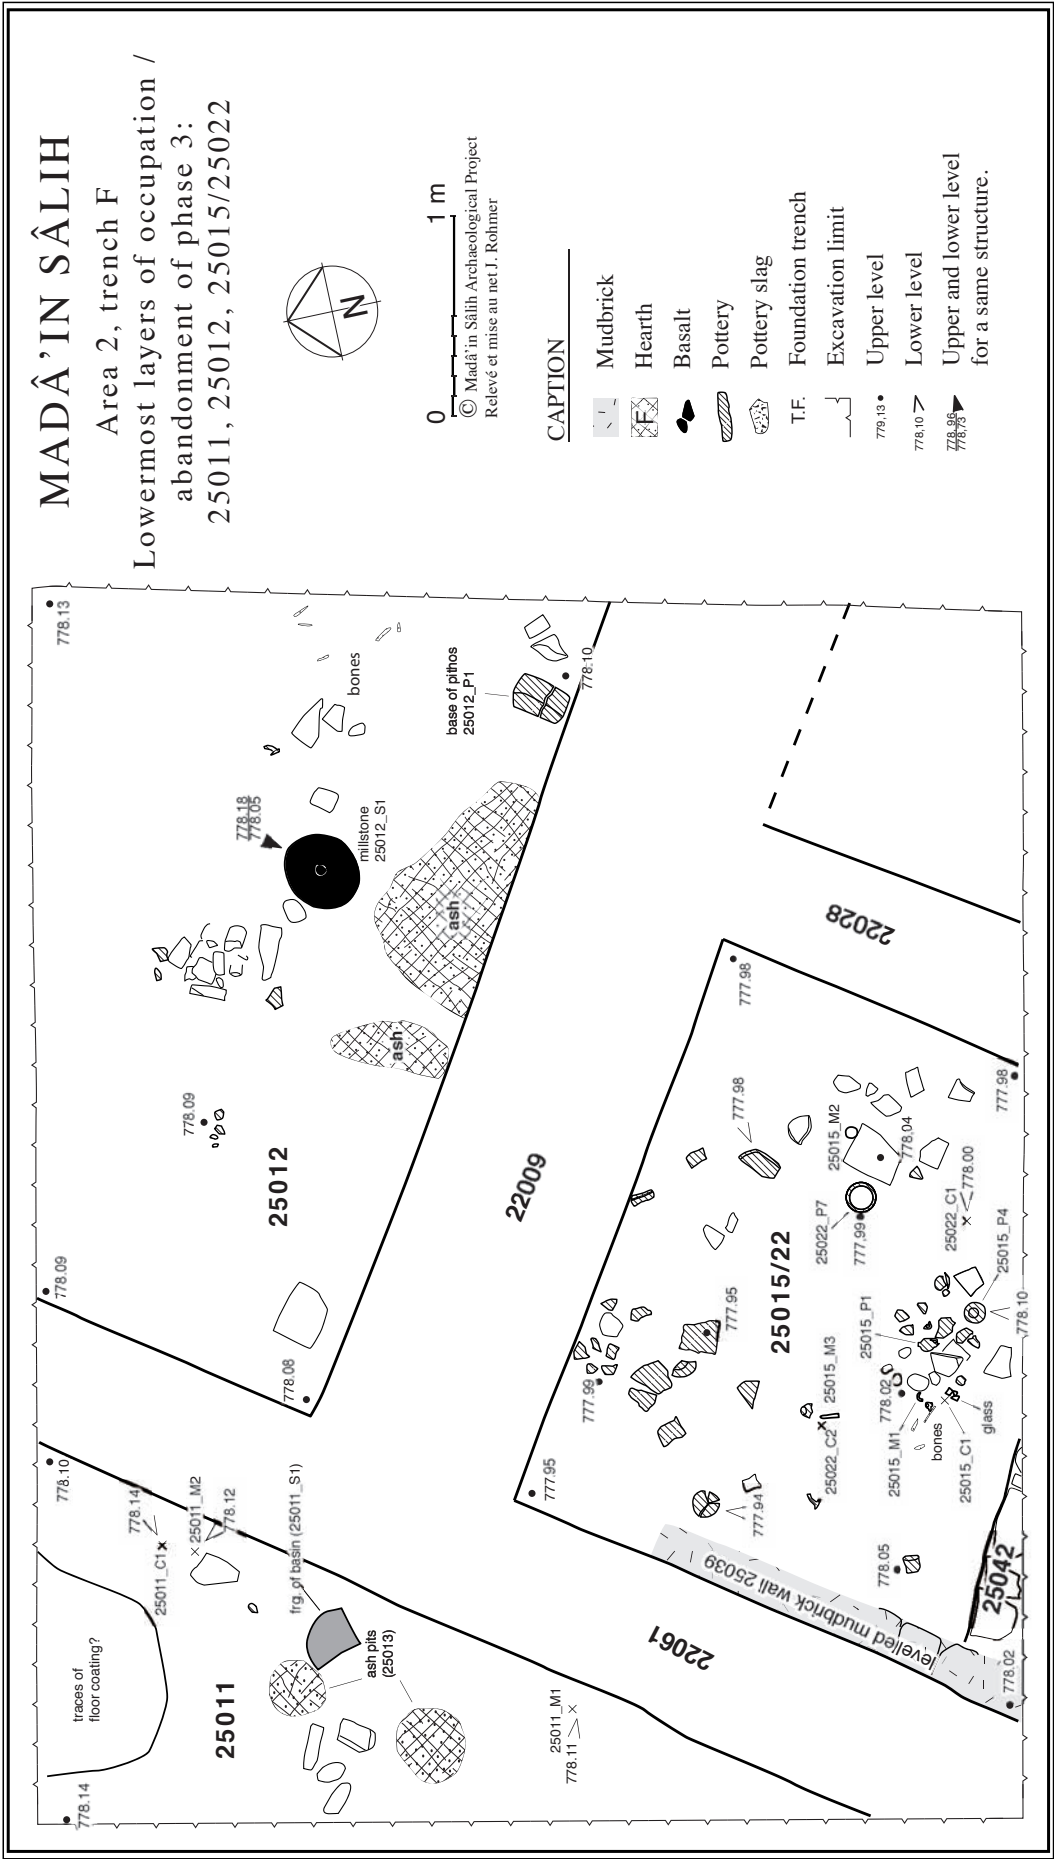 MADÂ'IN SÂLIH
Area 2, trench F
Lowermost layers of occupation /
abandonment of phase 3:
25011, 25012, 25015/25022
N
0 1 m
© Madâ'in Sâlih Archaeological Project
Relevé et mise au net J. Rohmer
CAPTION
Mudbrick
F Hearth
Basalt
Pottery
Pottery slag
T.F. Foundation trench
Excavation limit
779,13 Upper level
778,10 Lower level
778,96
778,73
Upper and lower level
for a same structure.
778.14
traces of
floor coating?
778.10
778.09
778.13
25011
25011_C1
778.14
25011_M2
778.12
frg. of basin (25011_S1)
ash pits
(25013)
25011_M1
778.11
778.08
25012
778.09
778.18
778.05
millstone
25012_S1
bones
base of pithos
25012_P1
778.10
ash
ash
22009
22061
22028
levelled mudbrick wall 25039
777.95
777.99
777.95
777.94
777.98
777.98
25015/22
25022_P7
777,99
25015_M2
778,04
25022_C1
778.00
777.98
25015_P4
778.10
25015_P1
25015_M3
25022_C2
778.02
25015_M1
bones
25015_C1
glass
778.05
25042
778.02